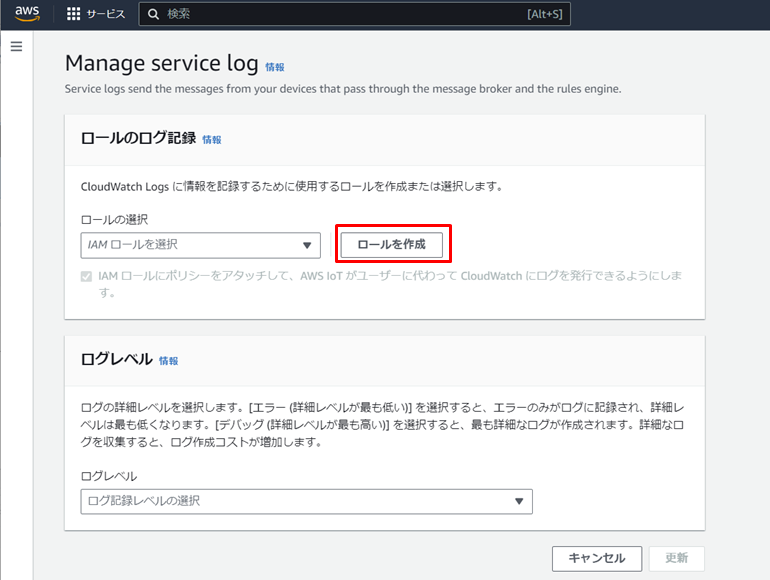 aws
サービス
検索
[Alt+S]
Manage service log 情報
Service logs send the messages from your devices that pass through the message broker and the rules engine.
ロールのログ記録 情報
CloudWatch Logs に情報を記録するために使用するロールを作成または選択します。
ロールの選択
IAM ロールを選択
ロールを作成
IAM ロールにポリシーをアタッチして、AWS IoT がユーザーに代わって CloudWatch にログを発行できるようにしま
す。
ログレベル 情報
ログの詳細レベルを選択します。[エラー (詳細レベルが最も低い)] を選択すると、エラーのみがログに記録され、詳細レ
ベルは最も低くなります。[デバッグ (詳細レベルが最も高い)] を選択すると、最も詳細なログが作成されます。詳細なロ
グを収集すると、ログ作成コストが増加します。
ログレベル
ログ記録レベルの選択
キャンセル
更新